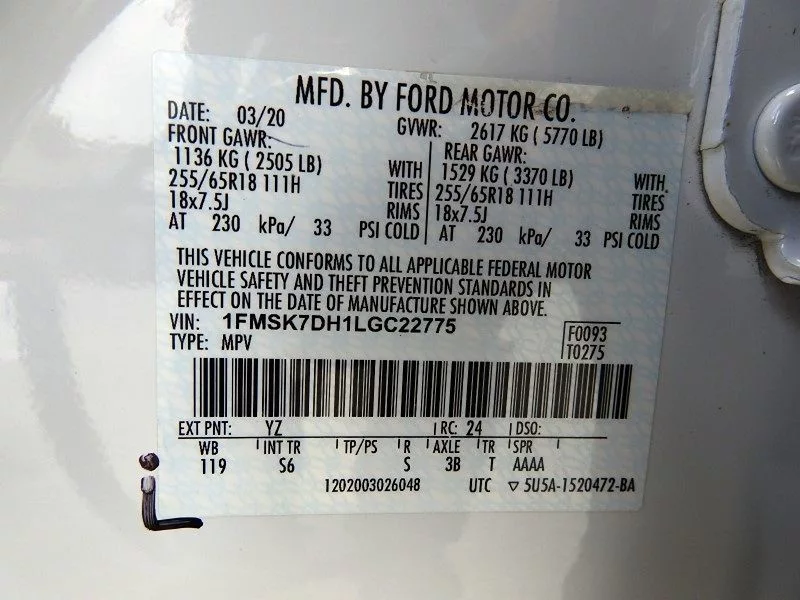 MFD. BY FORD MOTOR CO.
DATE: 03/20 GVWR: 2617 KG ( 5770 LB)
FRONT GAWR: REAR GAWR:
1136 KG ( 2505 LB) WITH 1529 KG ( 3370 LB) WITH
255/65R18 111H TIRES 255/65R18 111H TIRES
18x7.5J RIMS 18x7.5J RIMS
AT 230 kPa/ 33 PSI COLD AT 230 kPa/ 33 PSI COLD
THIS VEHICLE CONFORMS TO ALL APPLICABLE FEDERAL MOTOR
VEHICLE SAFETY AND THEFT PREVENTION STANDARDS IN
EFFECT ON THE DATE OF MANUFACTURE SHOWN ABOVE.
VIN: 1FMSK7DH1LGC22775 F0093
TYPE: MPV T0275
EXT PNT: YZ RC: 24 DSO:
WB INT TR TP/PS R AXLE TR SPR
119 S6 S 3B T AAAA
1202003026048 UTC ▽ 5U5A-1520472-BA